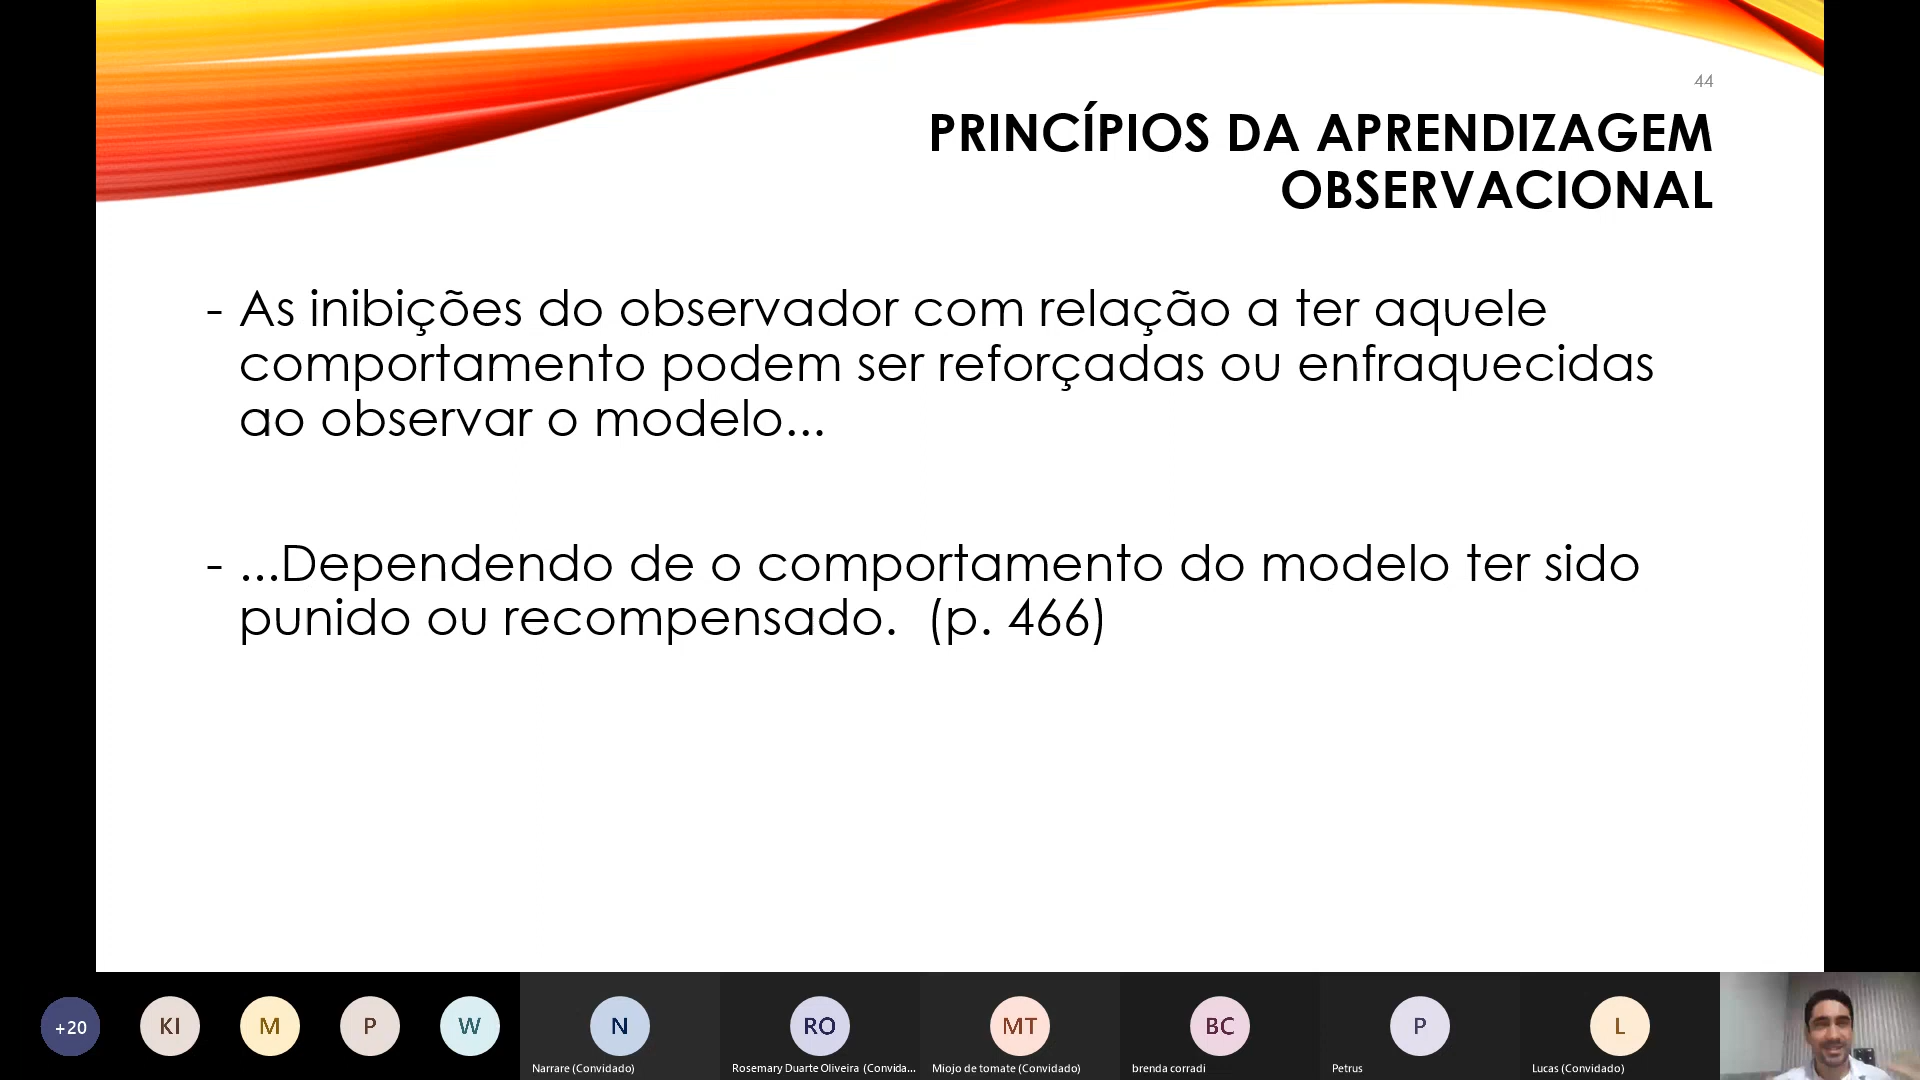 44
PRINCÍPIOS DA APRENDIZAGEM
OBSERVACIONAL
- As inibições do observador com relação a ter aquele
comportamento podem ser reforçadas ou enfraquecidas
ao observar o modelo...
- ...Dependendo de o comportamento do modelo ter sido
punido ou recompensado.  (p. 466)
+20
KI
M
P
W
N
RO
MT
BC
P
L
Narrare (Convidado)
Rosemary Duarte Oliveira (Convida...
Miojo de tomate (Convidado)
brenda corradi
Petrus
Lucas (Convidado)